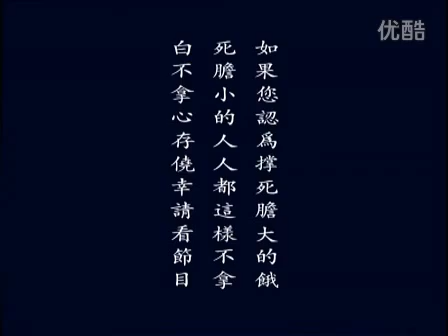 优酷
如果您認為撐死膽大的餓
死膽小的人人都這樣不拿
白不拿心存僥幸請看節目